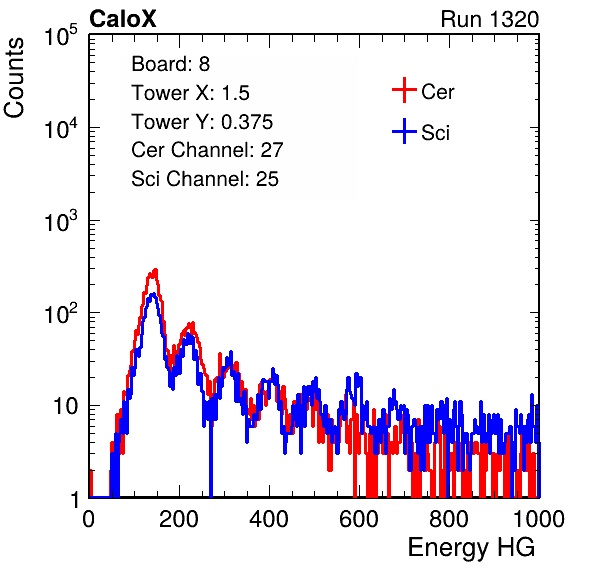 CaloX Run 1320
Counts
Board: 8
Tower X: 1.5
Tower Y: 0.375
Cer Channel: 27
Sci Channel: 25
Cer
Sci
10^5
10^4
10^3
10^2
10
1
0 200 400 600 800 1000
Energy HG